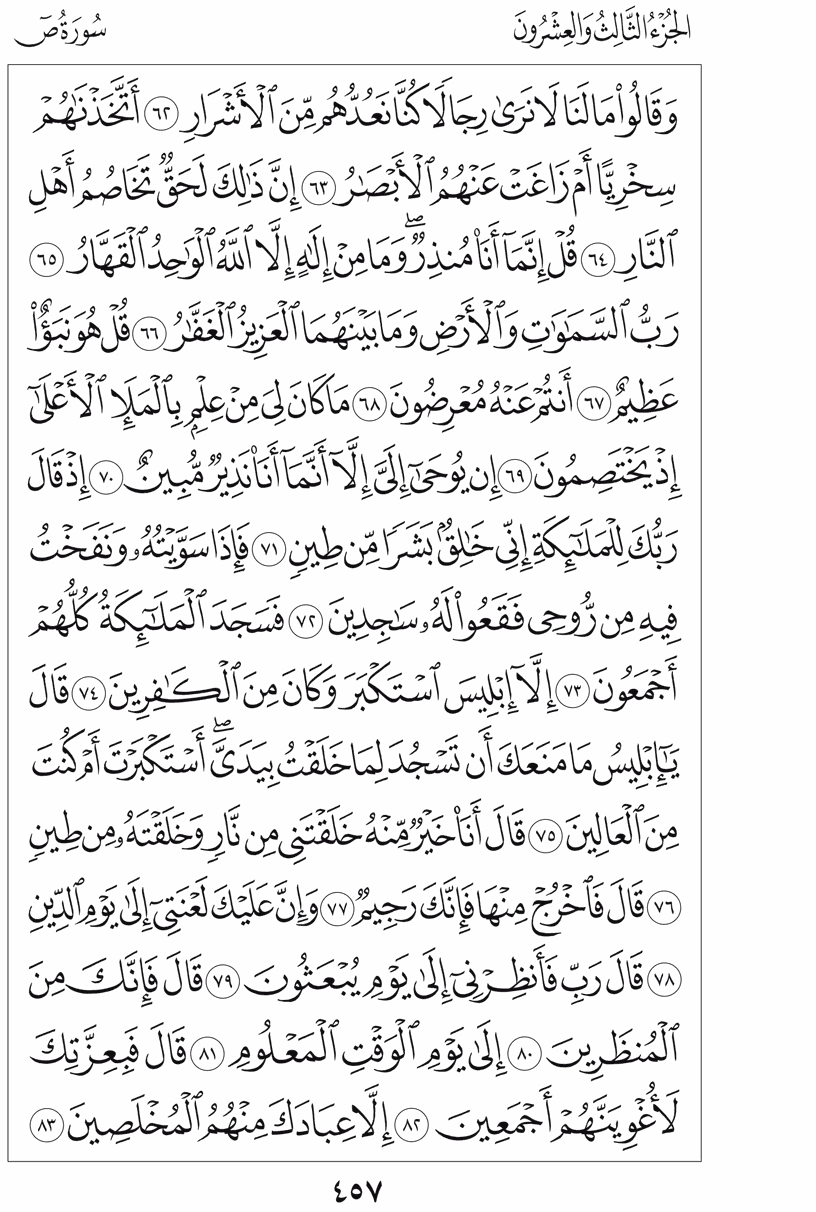 الجُزْءُ الثَّالِثُ وَالعِشْرُونَ
سُورَةُ صٓ
وَقَالُوا۟ مَا لَنَا لَا نَرَىٰ رِجَالًا كُنَّا نَعُدُّهُم مِّنَ ٱلْأَشْرَارِ ٦٢ أَتَّخَذْنَٰهُمْ
سِخْرِيًّا أَمْ زَاغَتْ عَنْهُمُ ٱلْأَبْصَٰرُ ٦٣ إِنَّ ذَٰلِكَ لَحَقٌّ تَخَاصُمُ أَهْلِ
ٱلنَّارِ ٦٤ قُلْ إِنَّمَآ أَنَا۠ مُنذِرٌ ۖ وَمَا مِنْ إِلَٰهٍ إِلَّا ٱللَّهُ ٱلْوَٰحِدُ ٱلْقَهَّارُ ٦٥
رَبُّ ٱلسَّمَٰوَٰتِ وَٱلْأَرْضِ وَمَا بَيْنَهُمَا ٱلْعَزِيزُ ٱلْغَفَّٰرُ ٦٦ قُلْ هُوَ نَبَؤٌا۟
عَظِيمٌ ٦٧ أَنتُمْ عَنْهُ مُعْرِضُونَ ٦٨ مَا كَانَ لِىَ مِنْ عِلْمٍۭ بِٱلْمَلَإِ ٱلْأَعْلَىٰٓ
إِذْ يَخْتَصِمُونَ ٦٩ إِن يُوحَىٰٓ إِلَىَّ إِلَّآ أَنَّمَآ أَنَا۠ نَذِيرٌ مُّبِينٌ ٧٠ إِذْ قَالَ
رَبُّكَ لِلْمَلَٰٓئِكَةِ إِنِّى خَٰلِقٌۢ بَشَرًا مِّن طِينٍ ٧١ فَإِذَا سَوَّيْتُهُۥ وَنَفَخْتُ
فِيهِ مِن رُّوحِى فَقَعُوا۟ لَهُۥ سَٰجِدِينَ ٧٢ فَسَجَدَ ٱلْمَلَٰٓئِكَةُ كُلُّهُمْ
أَجْمَعُونَ ٧٣ إِلَّآ إِبْلِيسَ ٱسْتَكْبَرَ وَكَانَ مِنَ ٱلْكَٰفِرِينَ ٧٤ قَالَ
يَٰٓإِبْلِيسُ مَا مَنَعَكَ أَن تَسْجُدَ لِمَا خَلَقْتُ بِيَدَىَّ ۖ أَسْتَكْبَرْتَ أَمْ كُنتَ
مِنَ ٱلْعَالِينَ ٧٥ قَالَ أَنَا۠ خَيْرٌ مِّنْهُ خَلَقْتَنِى مِن نَّارٍ وَخَلَقْتَهُۥ مِن طِينٍ
٧٦ قَالَ فَٱخْرُجْ مِنْهَا فَإِنَّكَ رَجِيمٌ ٧٧ وَإِنَّ عَلَيْكَ لَعْنَتِىٓ إِلَىٰ يَوْمِ ٱلدِّينِ
٧٨ قَالَ رَبِّ فَأَنظِرْنِىٓ إِلَىٰ يَوْمِ يُبْعَثُونَ ٧٩ قَالَ فَإِنَّكَ مِنَ
ٱلْمُنظَرِينَ ٨٠ إِلَىٰ يَوْمِ ٱلْوَقْتِ ٱلْمَعْلُومِ ٨١ قَالَ فَبِعِزَّتِكَ
لَأُغْوِيَنَّهُمْ أَجْمَعِينَ ٨٢ إِلَّا عِبَادَكَ مِنْهُمُ ٱلْمُخْلَصِينَ ٨٣
٤٥٧